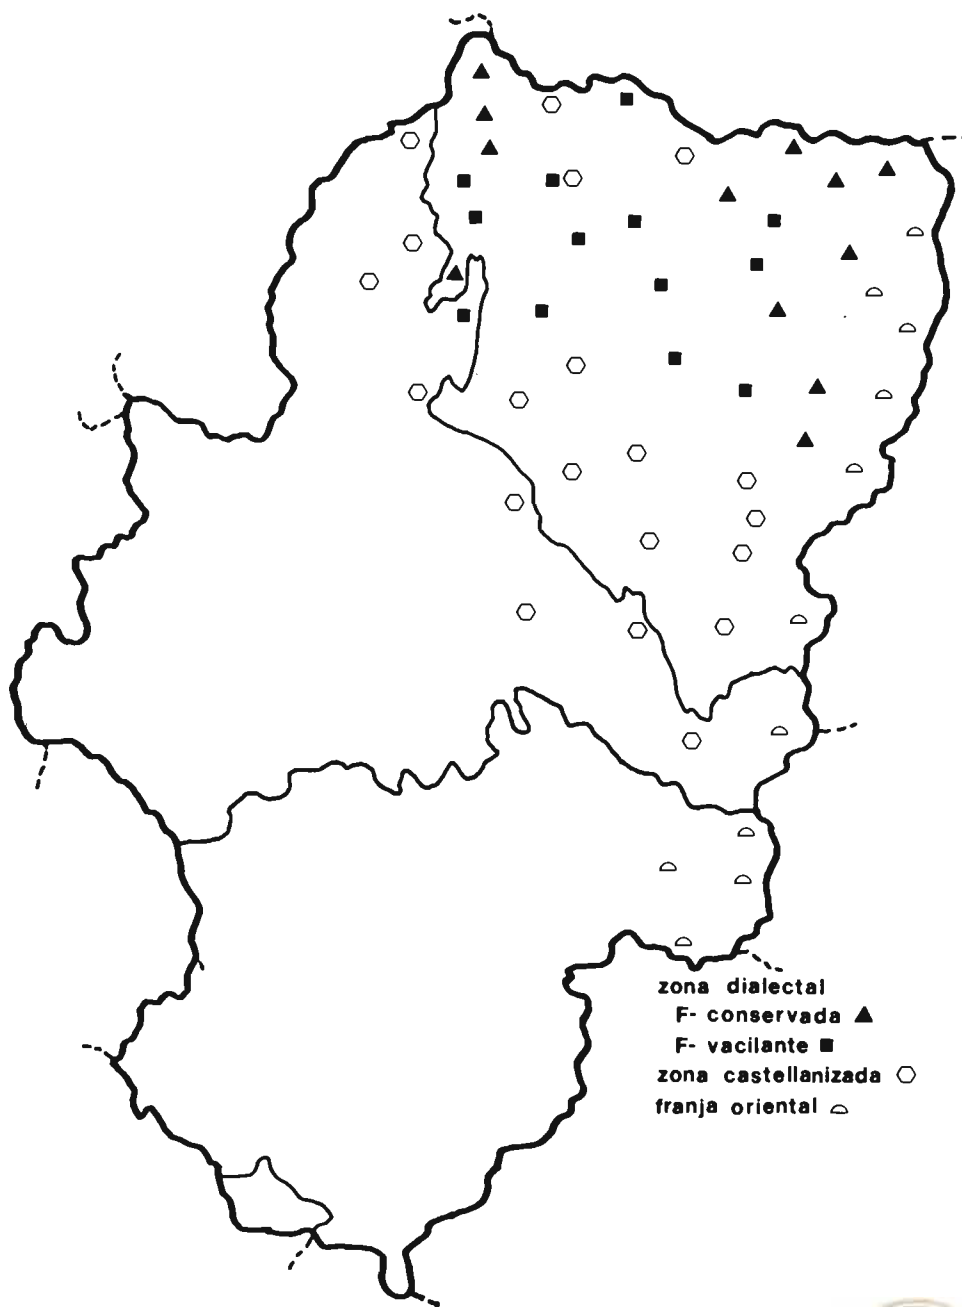 zona dialectal
F- conservada
F- vacilante
zona castellanizada
franja oriental